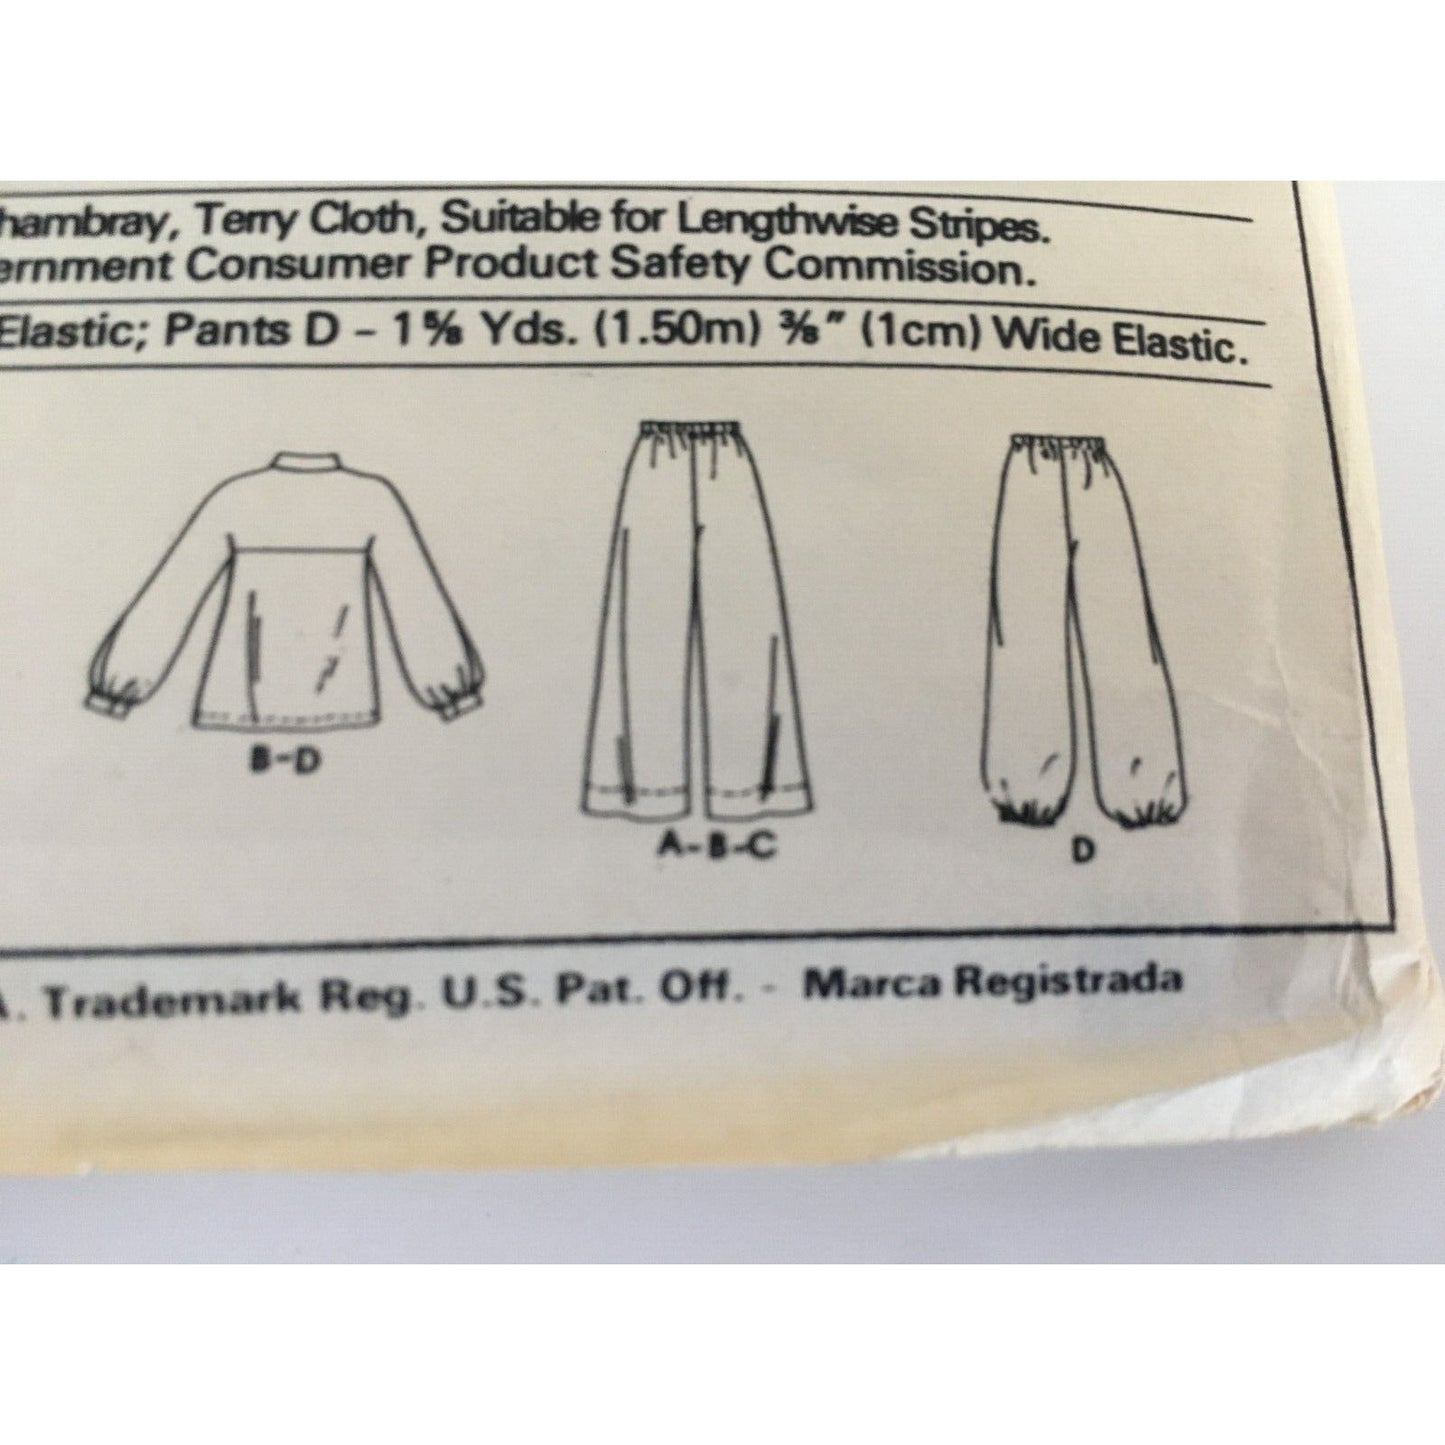 hambray, Terry Cloth, Suitable for Lengthwise Stripes.
ernment Consumer Product Safety Commission.
Elastic; Pants D – 1⅝ Yds. (1.50m) ⅜" (1cm) Wide Elastic.
B-D
A-B-C
D
A. Trademark Reg. U.S. Pat. Off. - Marca Registrada